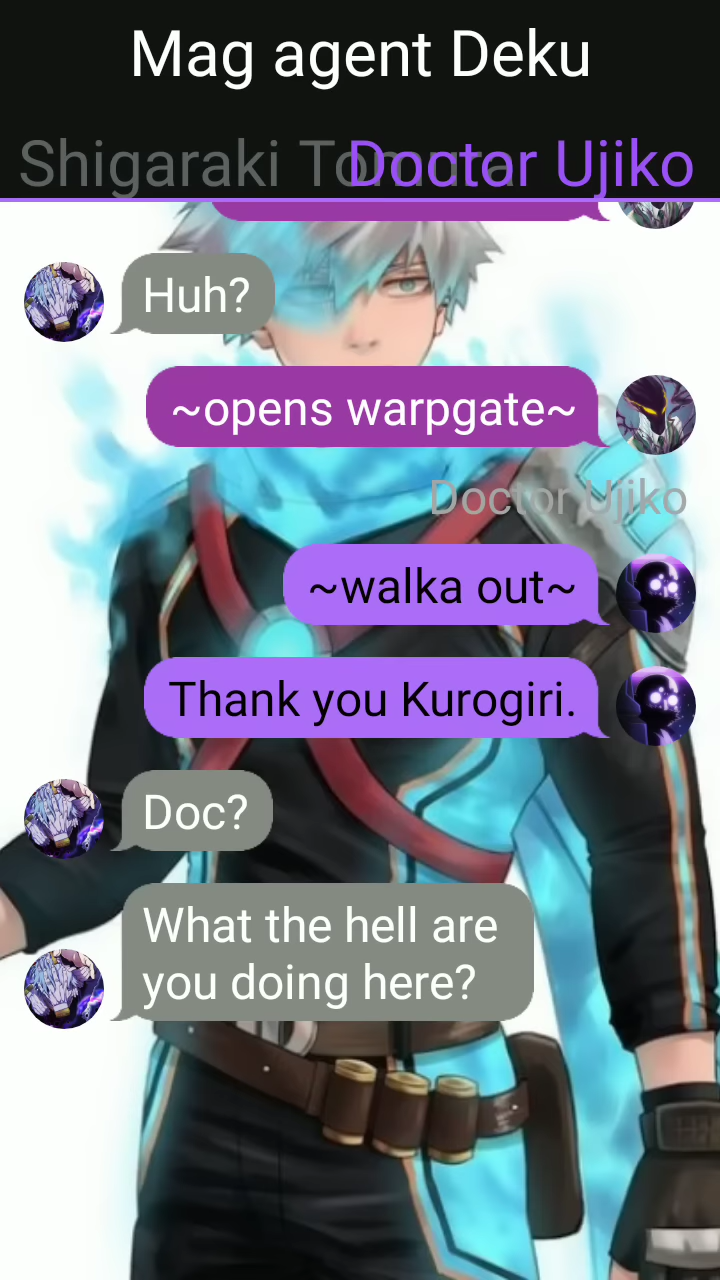 Mag agent Deku
Shigaraki Tomura
Doctor Ujiko
Huh?
~opens warpgate~
Doctor Ujiko
~walka out~
Thank you Kurogiri.
Doc?
What the hell are
you doing here?